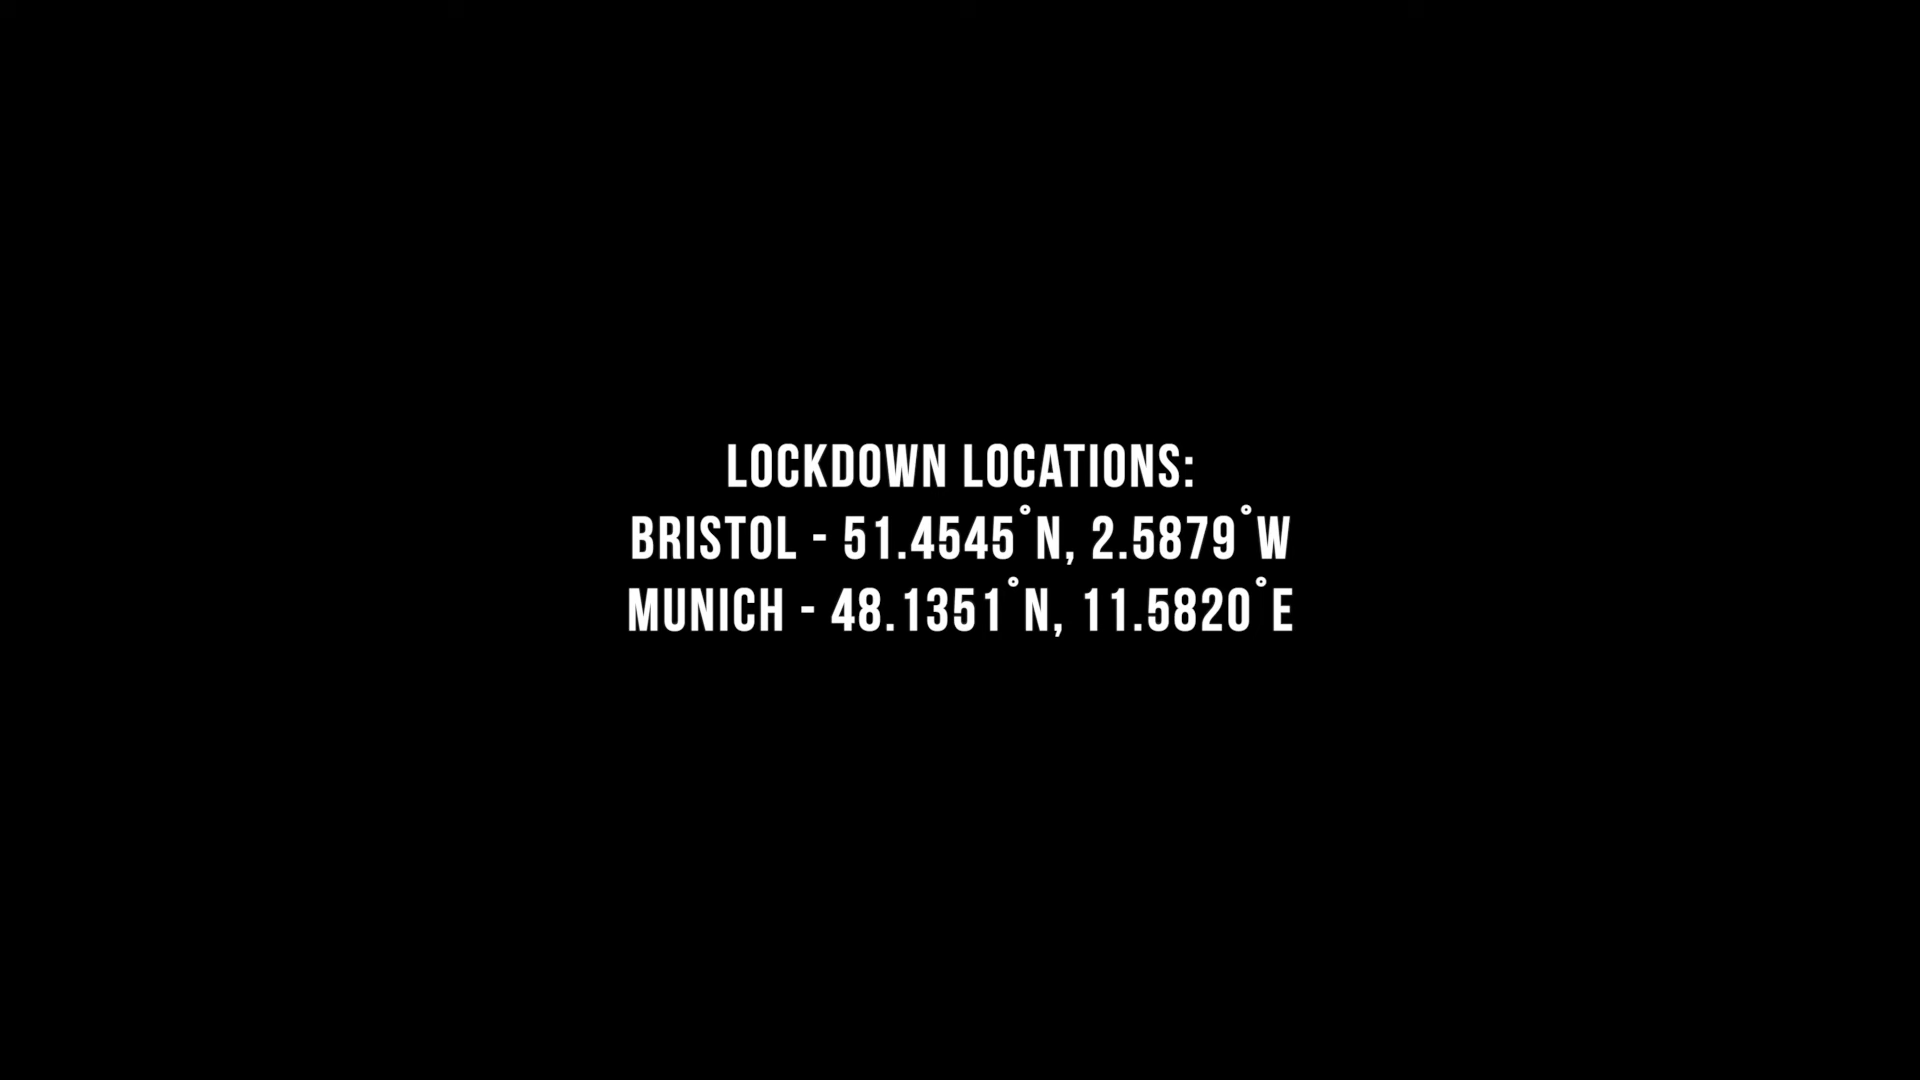 LOCKDOWN LOCATIONS:
BRISTOL - 51.4545°N, 2.5879°W
MUNICH - 48.1351°N, 11.5820°E